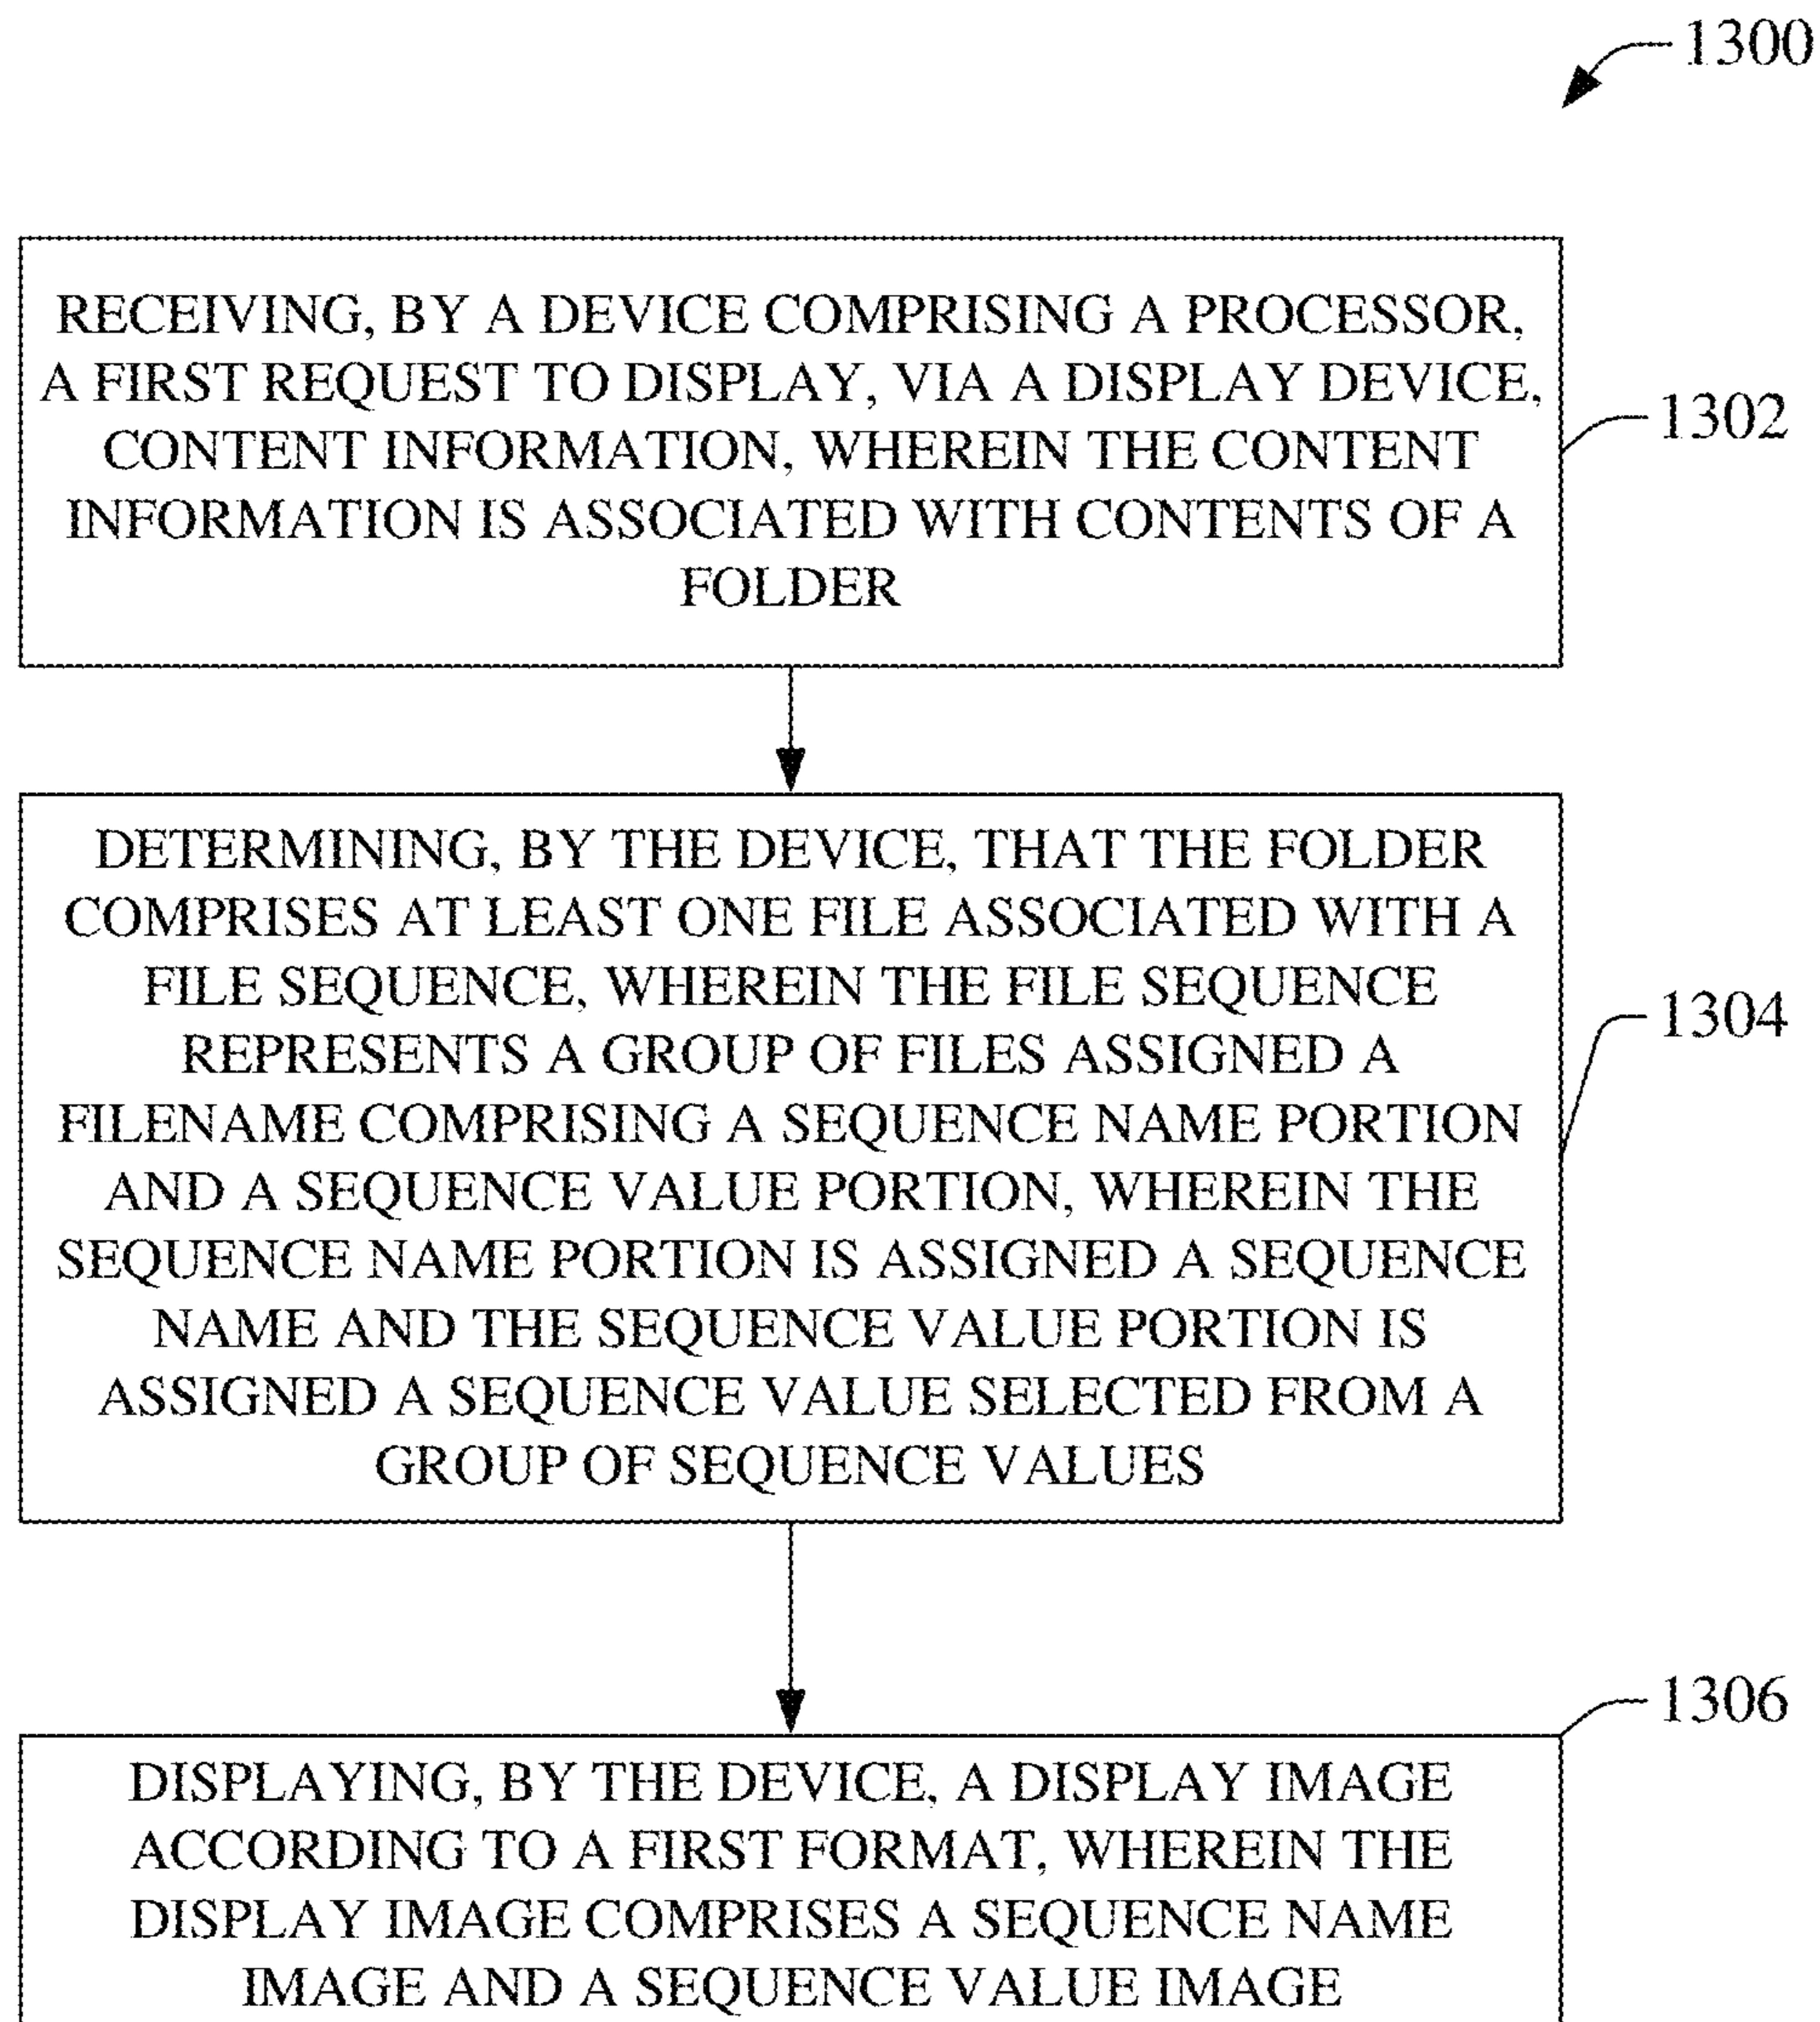 1300
RECEIVING, BY A DEVICE COMPRISING A PROCESSOR,
A FIRST REQUEST TO DISPLAY, VIA A DISPLAY DEVICE,
CONTENT INFORMATION, WHEREIN THE CONTENT
INFORMATION IS ASSOCIATED WITH CONTENTS OF A
FOLDER
1302
DETERMINING, BY THE DEVICE, THAT THE FOLDER
COMPRISES AT LEAST ONE FILE ASSOCIATED WITH A
FILE SEQUENCE, WHEREIN THE FILE SEQUENCE
REPRESENTS A GROUP OF FILES ASSIGNED A
FILENAME COMPRISING A SEQUENCE NAME PORTION
AND A SEQUENCE VALUE PORTION, WHEREIN THE
SEQUENCE NAME PORTION IS ASSIGNED A SEQUENCE
NAME AND THE SEQUENCE VALUE PORTION IS
ASSIGNED A SEQUENCE VALUE SELECTED FROM A
GROUP OF SEQUENCE VALUES
1304
1306
DISPLAYING, BY THE DEVICE, A DISPLAY IMAGE
ACCORDING TO A FIRST FORMAT, WHEREIN THE
DISPLAY IMAGE COMPRISES A SEQUENCE NAME
IMAGE AND A SEQUENCE VALUE IMAGE